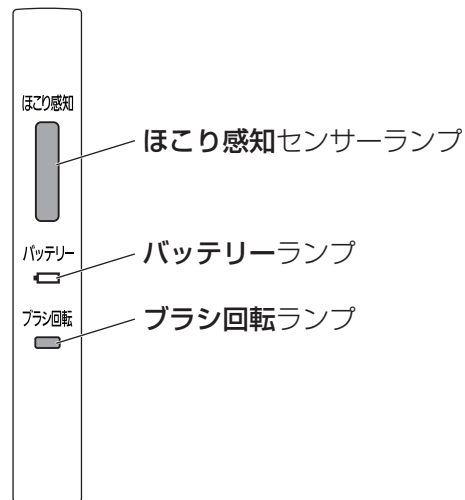 ほこり感知
ほこり感知センサーランプ
バッテリー
バッテリーランプ
ブラシ回転
ブラシ回転ランプ